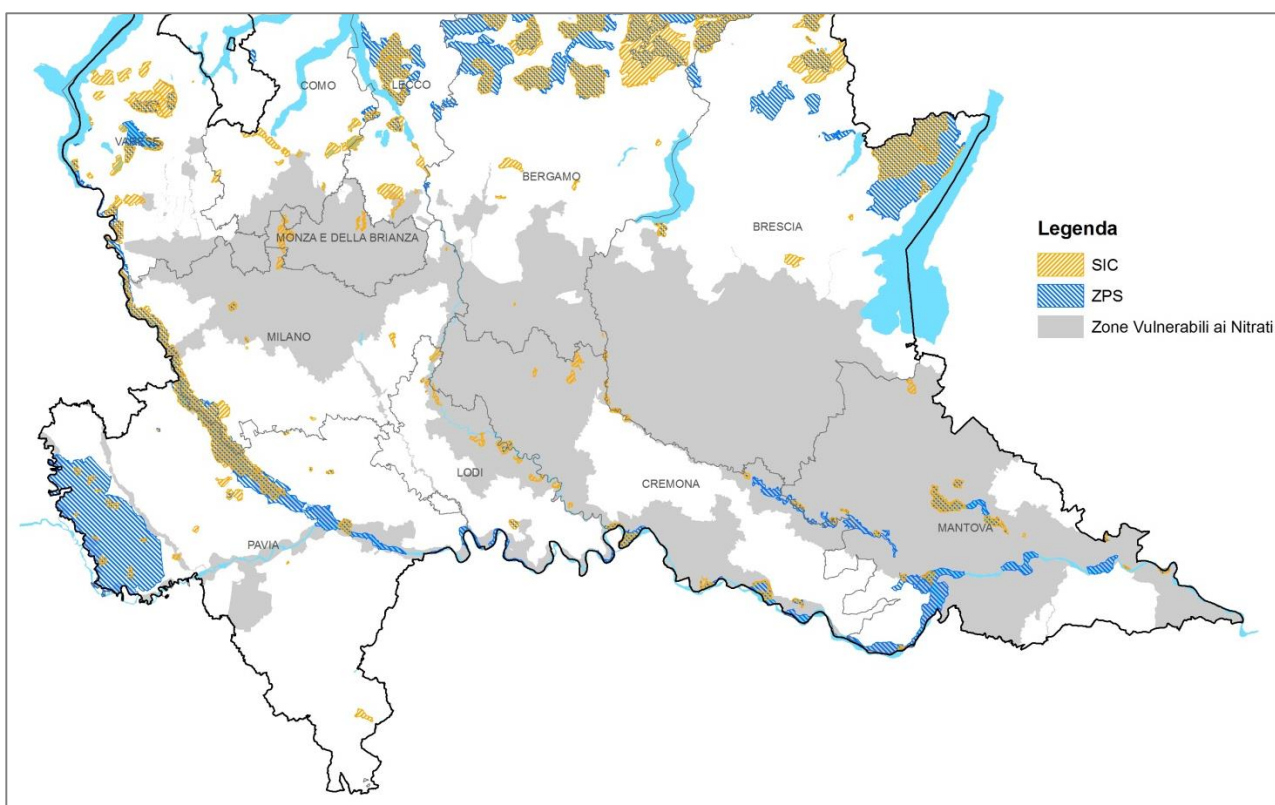 COMO
LECCO
VARESE
BERGAMO
BRESCIA
MONZA E DELLA BRIANZA
MILANO
LODI
CREMONA
PAVIA
MANTOVA
Legenda
SIC
ZPS
Zone Vulnerabili ai Nitrati